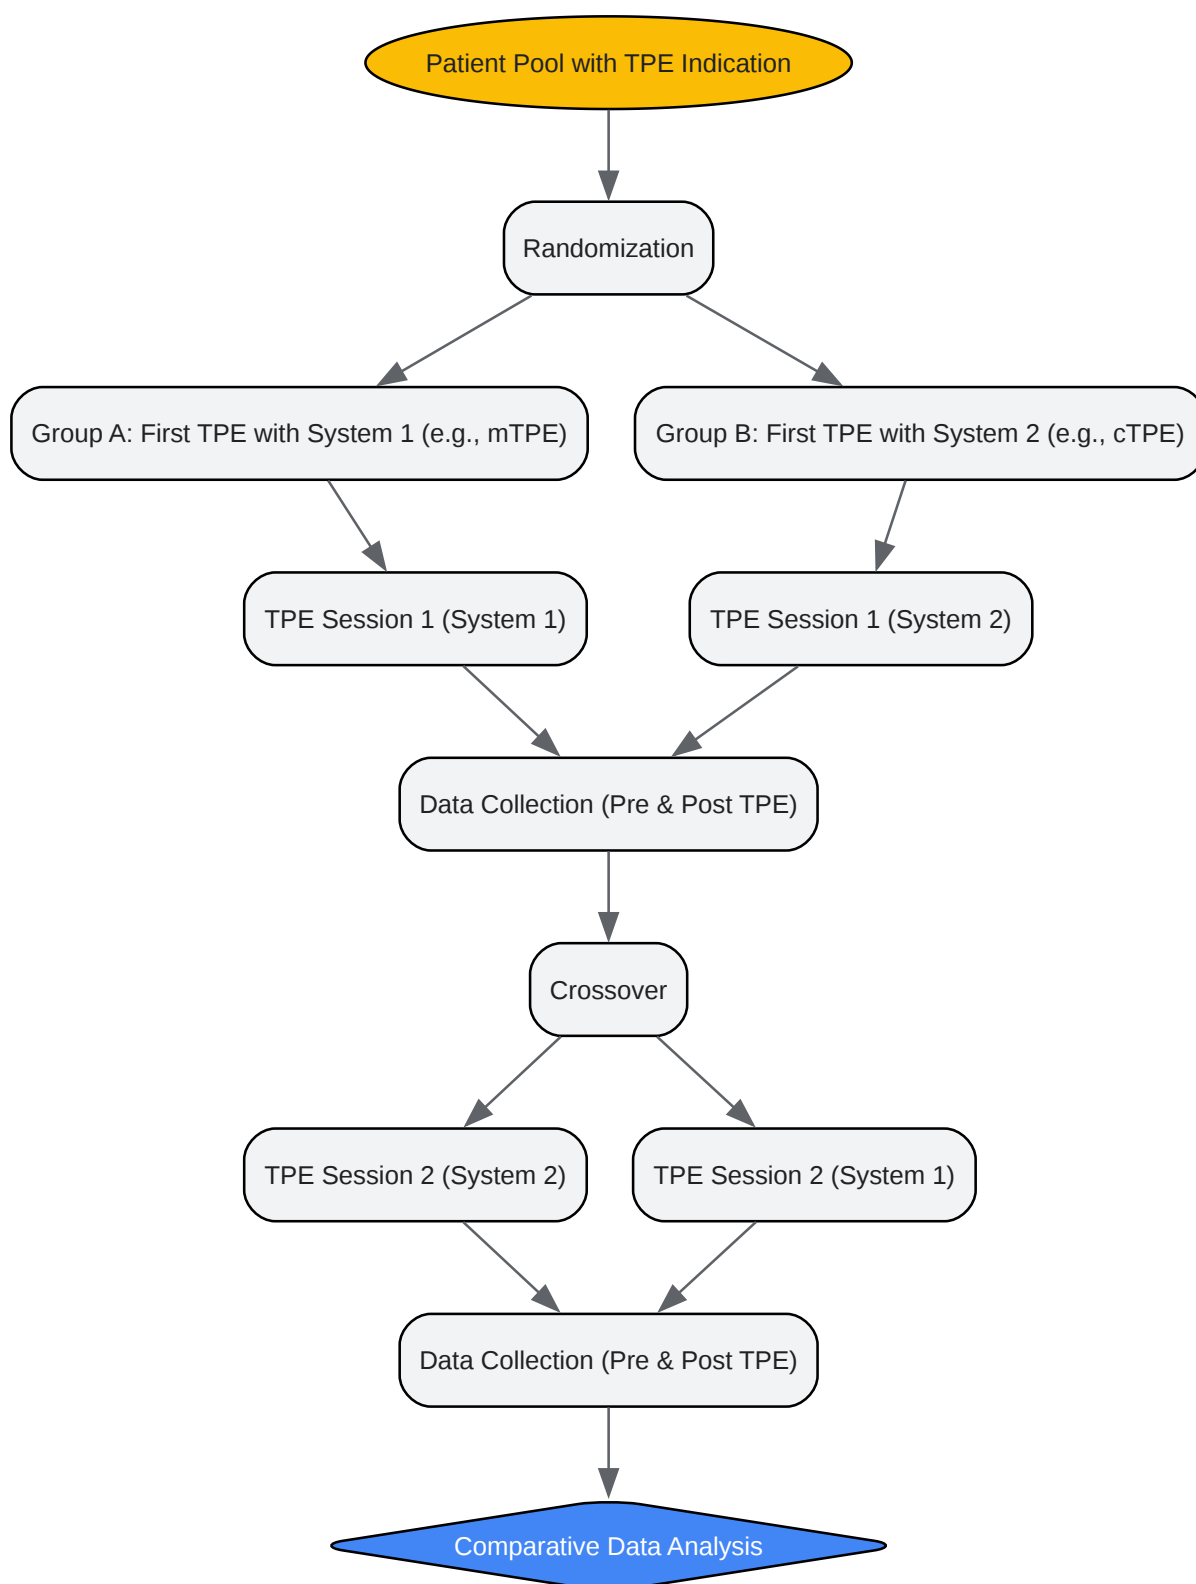 Patient Pool with TPE Indication
Randomization
Group A: First TPE with System 1 (e.g., mTPE)
Group B: First TPE with System 2 (e.g., cTPE)
TPE Session 1 (System 1)
TPE Session 1 (System 2)
Data Collection (Pre & Post TPE)
Crossover
TPE Session 2 (System 2)
TPE Session 2 (System 1)
Data Collection (Pre & Post TPE)
Comparative Data Analysis